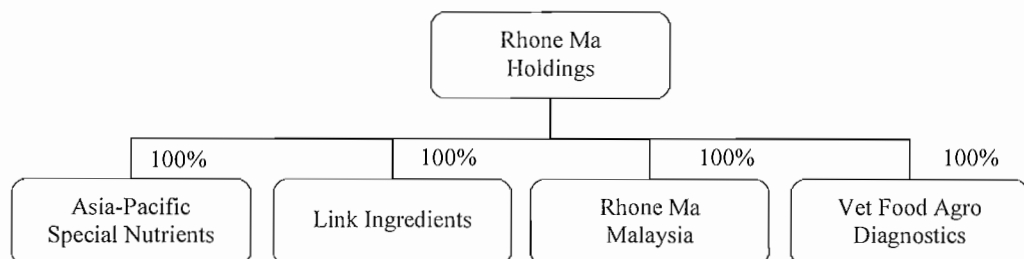 Rhone Ma
Holdings
100%
100%
100%
100%
Asia-Pacific
Special Nutrients
Link Ingredients
Rhone Ma
Malaysia
Vet Food Agro
Diagnostics